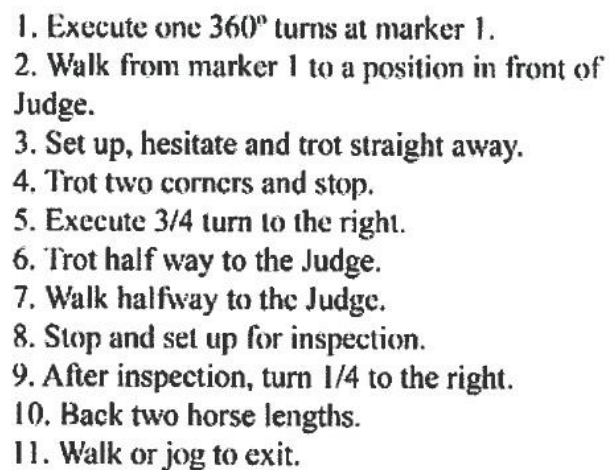 1. Execute one 360º turns at marker 1.
2. Walk from marker 1 to a position in front of
Judge.
3. Set up, hesitate and trot straight away.
4. Trot two corners and stop.
5. Execute 3/4 turn to the right.
6. Trot half way to the Judge.
7. Walk halfway to the Judge.
8. Stop and set up for inspection.
9. After inspection, turn 1/4 to the right.
10. Back two horse lengths.
11. Walk or jog to exit.